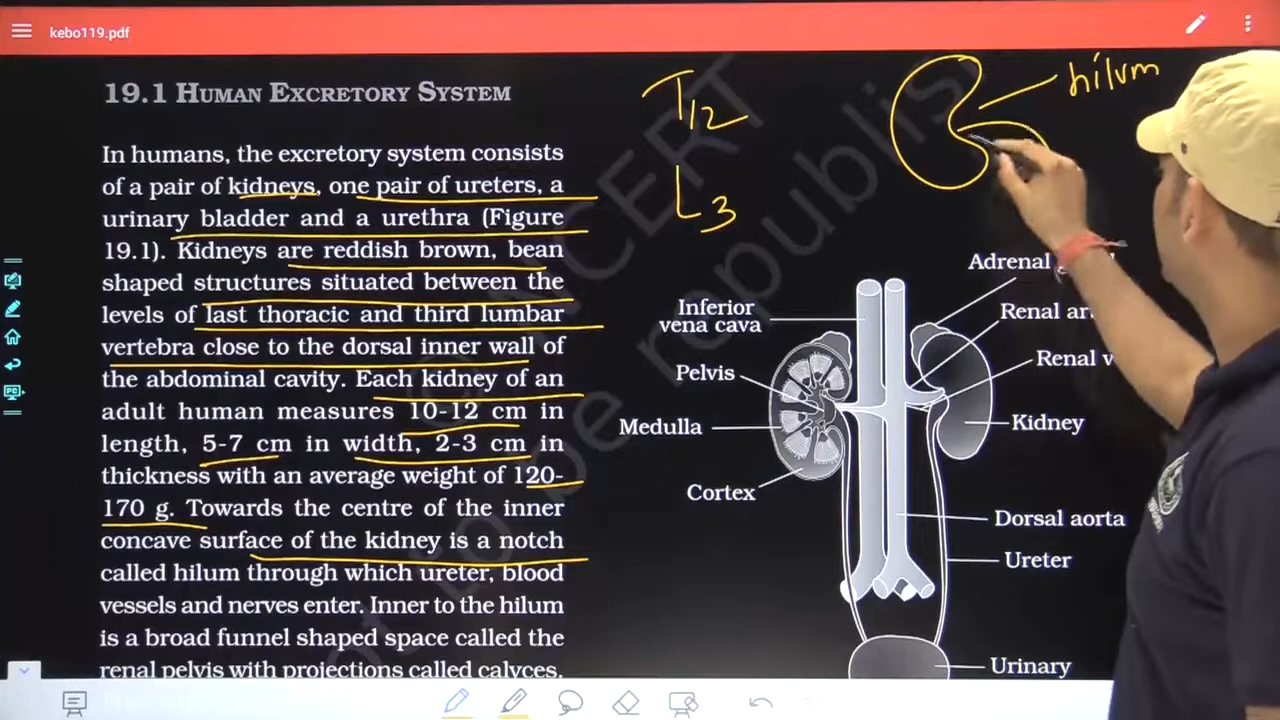 kebo119.pdf
19.1 HUMAN EXCRETORY SYSTEM
In humans, the excretory system consists
of a pair of kidneys, one pair of ureters, a
urinary bladder and a urethra (Figure
19.1). Kidneys are reddish brown, bean
shaped structures situated between the
levels of last thoracic and third lumbar
vertebra close to the dorsal inner wall of
the abdominal cavity. Each kidney of an
adult human measures 10-12 cm in
length, 5-7 cm in width, 2-3 cm in
thickness with an average weight of 120-
170 g. Towards the centre of the inner
concave surface of the kidney is a notch
called hilum through which ureter, blood
vessels and nerves enter. Inner to the hilum
is a broad funnel shaped space called the
renal pelvis with projections called calyces.
T12
L3
hilum
Adrenal
Inferior
vena cava
Renal ar
Pelvis
Renal v
Medulla
Kidney
Cortex
Dorsal aorta
Ureter
Urinary
© NCERT
not to be republis
PC